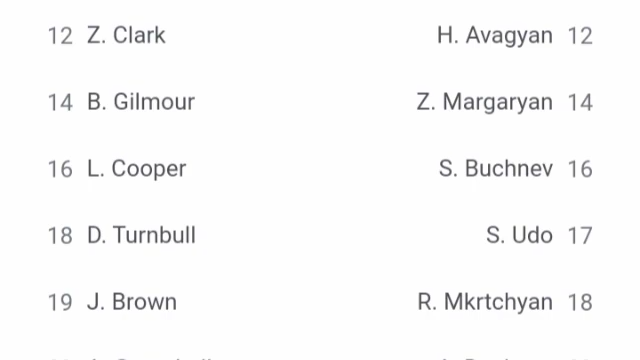 12 Z. Clark H. Avagyan 12
14 B. Gilmour Z. Margaryan 14
16 L. Cooper S. Buchnev 16
18 D. Turnbull S. Udo 17
19 J. Brown R. Mkrtchyan 18